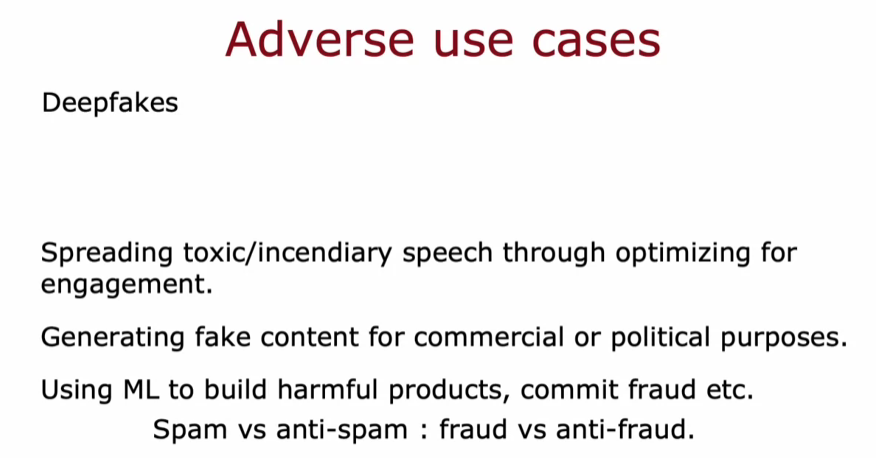 Adverse use cases
Deepfakes
Spreading toxic/incendiary speech through optimizing for
engagement.
Generating fake content for commercial or political purposes.
Using ML to build harmful products, commit fraud etc.
Spam vs anti-spam : fraud vs anti-fraud.